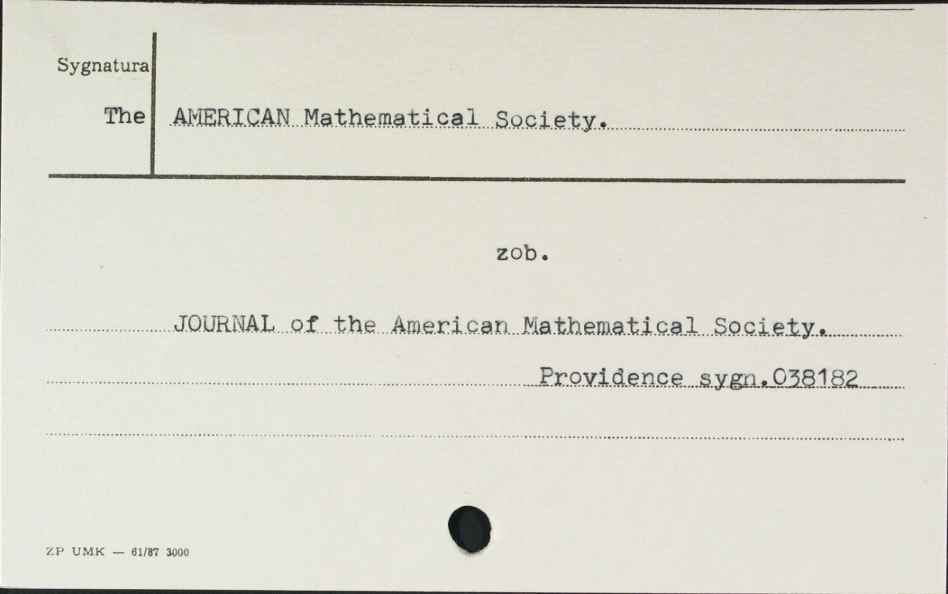 Sygnatura
The AMERICAN Mathematical Society.
zob.
JOURNAL of the American Mathematical Society.
Providence sygn.038182
ZP UMK — 61/87 3000